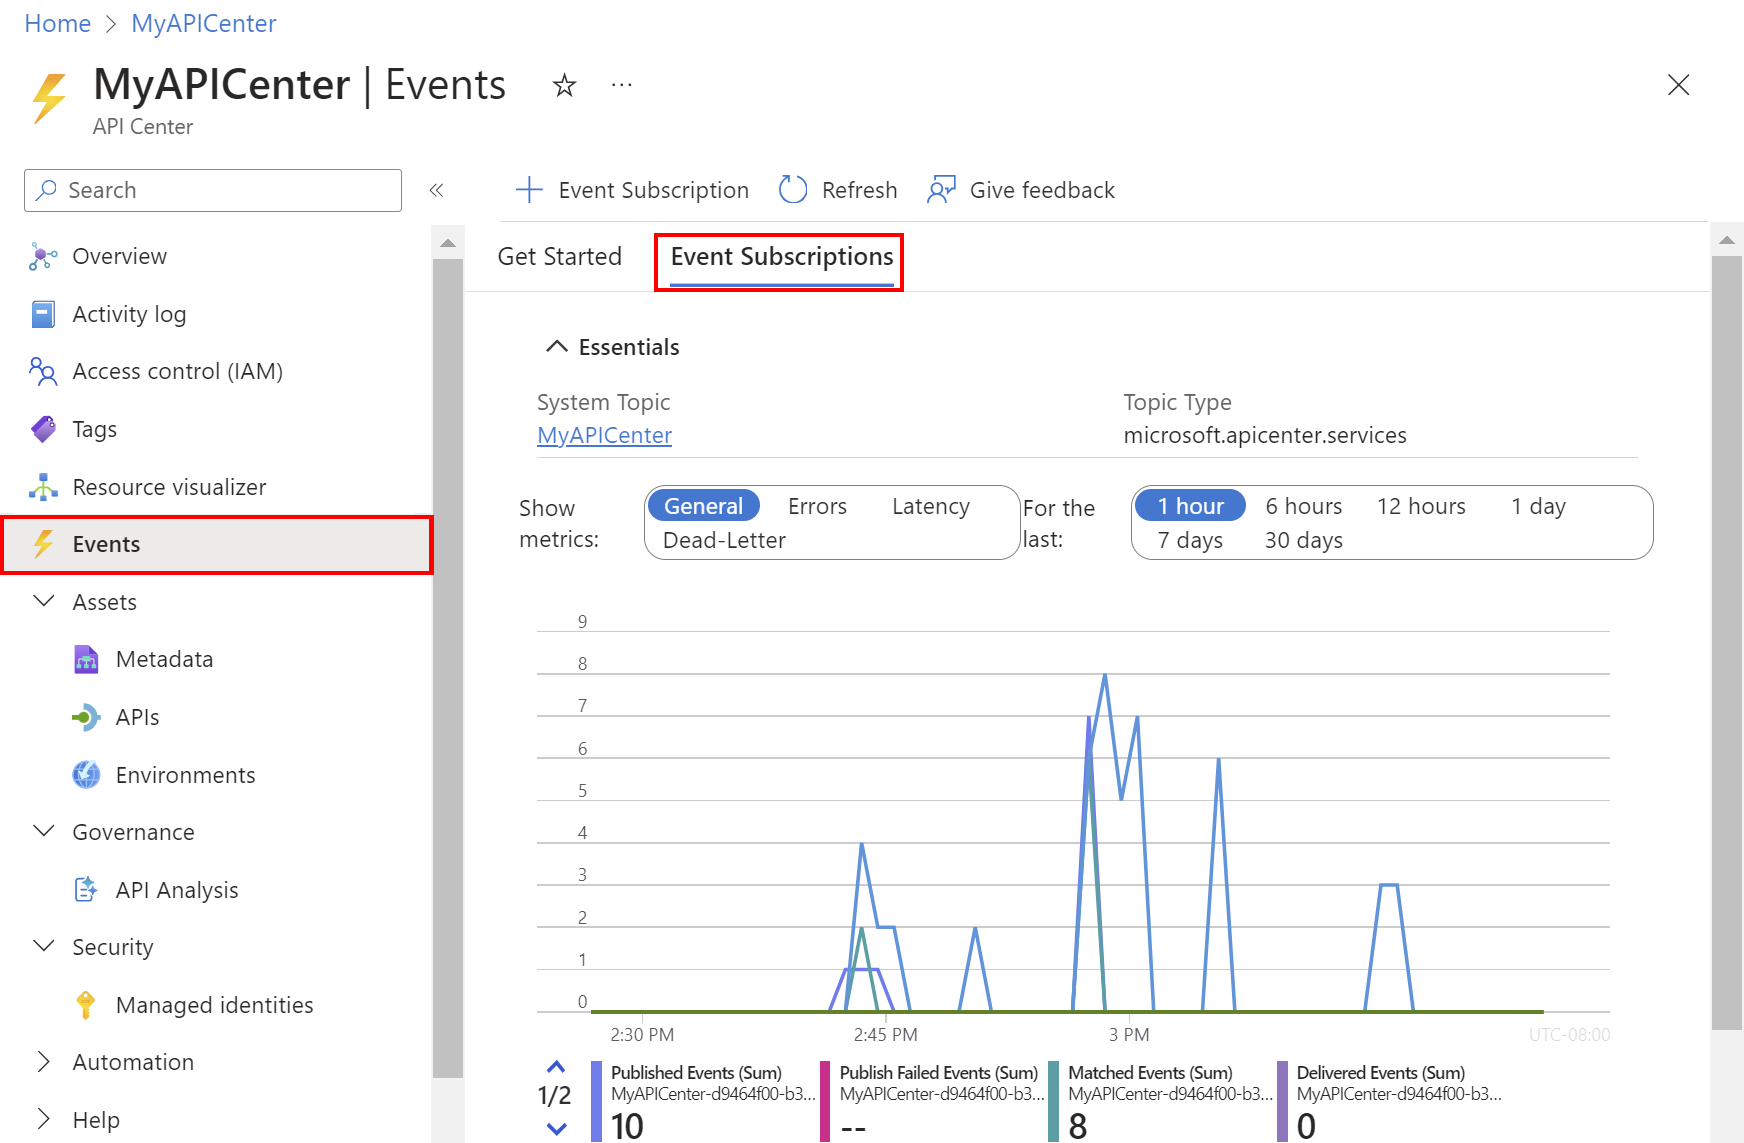 Home > MyAPICenter
MyAPICenter | Events
API Center
Search
Overview
Activity log
Access control (IAM)
Tags
Resource visualizer
Events
Assets
Metadata
APIs
Environments
Governance
API Analysis
Security
Managed identities
Automation
Help
Event Subscription Refresh Give feedback
Get Started Event Subscriptions
Essentials
System Topic
MyAPICenter
Topic Type
microsoft.apicenter.services
Show
metrics:
General Errors Latency
Dead-Letter
For the
last:
1 hour 6 hours 12 hours 1 day
7 days 30 days
9
8
7
6
5
4
3
2
1
0
2:30 PM 2:45 PM 3 PM UTC-08:00
1/2
Published Events (Sum)
MyAPICenter-d9464f00-b3...
10
Publish Failed Events (Sum)
MyAPICenter-d9464f00-b3...
--
Matched Events (Sum)
MyAPICenter-d9464f00-b3...
8
Delivered Events (Sum)
MyAPICenter-d9464f00-b3...
0